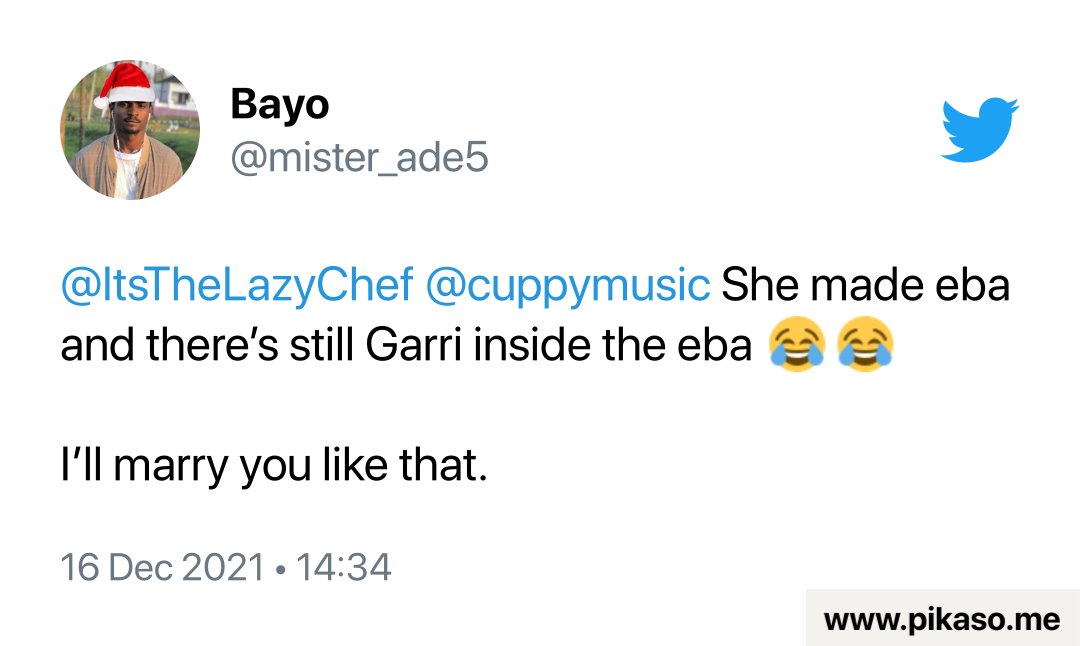 Bayo
@mister_ade5
@ItsTheLazyChef @cuppymusic She made eba
and there’s still Garri inside the eba 😂😂
I’ll marry you like that.
16 Dec 2021 • 14:34
www.pikaso.me